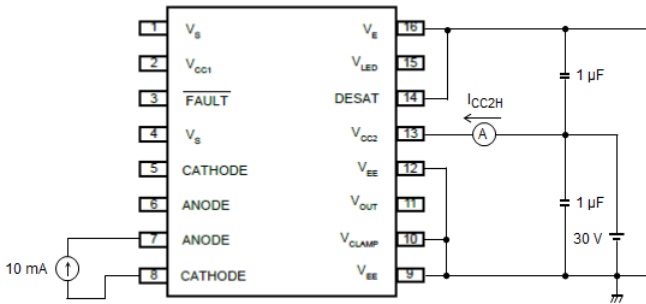 1 V_S V_E 16
2 V_CC1 V_LED 15
3 FAULT DESAT 14
4 V_S V_CC2 13
5 CATHODE V_EE 12
6 ANODE V_OUT 11
7 ANODE V_CLAMP 10
8 CATHODE V_EE 9
I_CC2H
A
1 μF
1 μF
30 V
10 mA